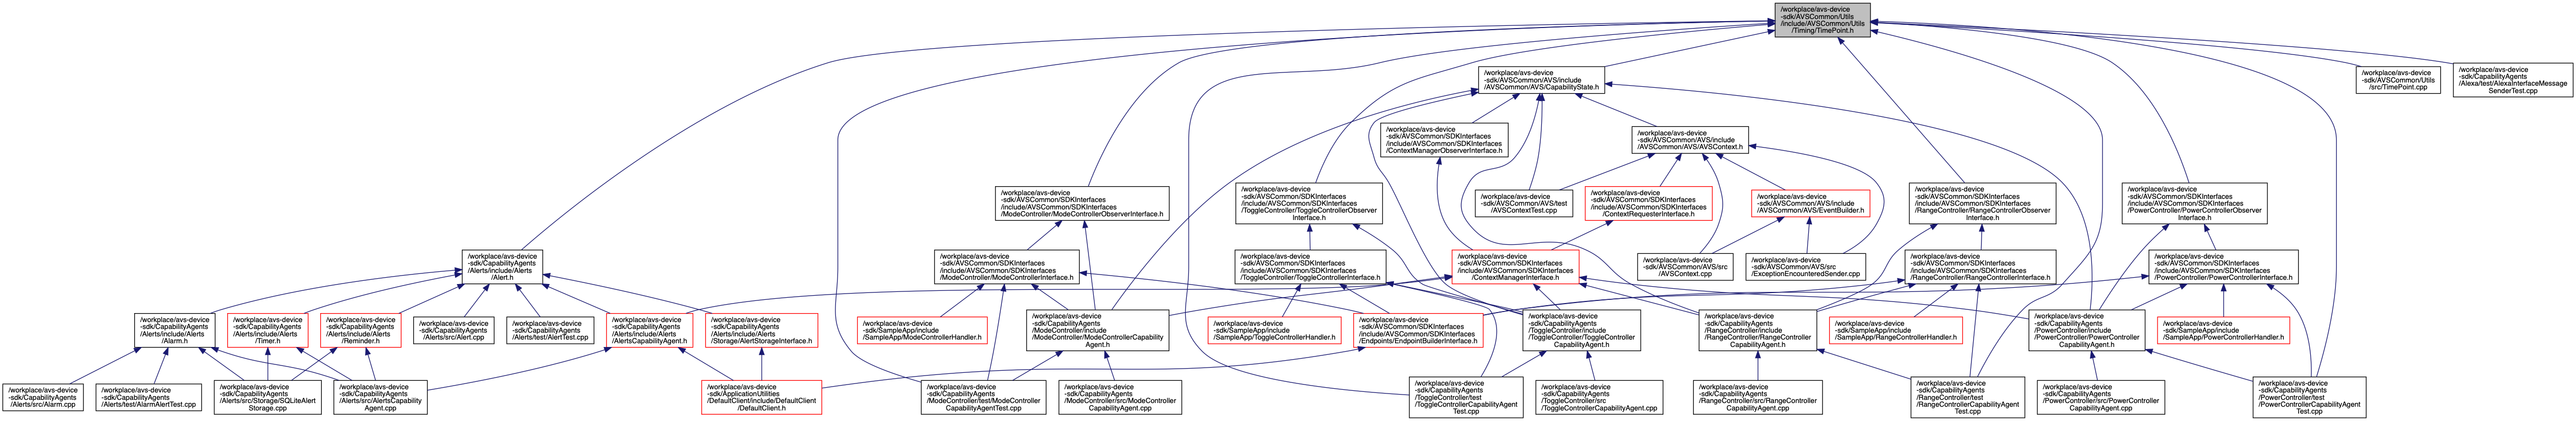 /workplace/avs-device
-sdk/AVSCommon/Utils
/include/AVSCommon/Utils
/Timing/TimePoint.h
/workplace/avs-device
-sdk/AVSCommon/AVS/include
/AVSCommon/AVS/CapabilityState.h
/workplace/avs-device
-sdk/AVSCommon/Utils
/src/TimePoint.cpp
/workplace/avs-device
-sdk/CapabilityAgents
/Alexa/test/AlexaInterfaceMessage
SenderTest.cpp
/workplace/avs-device
-sdk/AVSCommon/SDKInterfaces
/include/AVSCommon/SDKInterfaces
/ContextManagerObserverInterface.h
/workplace/avs-device
-sdk/AVSCommon/AVS/include
/AVSCommon/AVS/AVSContext.h
/workplace/avs-device
-sdk/AVSCommon/SDKInterfaces
/include/AVSCommon/SDKInterfaces
/ModeController/ModeControllerObserverInterface.h
/workplace/avs-device
-sdk/AVSCommon/SDKInterfaces
/include/AVSCommon/SDKInterfaces
/ToggleController/ToggleControllerObserver
Interface.h
/workplace/avs-device
-sdk/AVSCommon/AVS/test
/AVSContextTest.cpp
/workplace/avs-device
-sdk/AVSCommon/SDKInterfaces
/include/AVSCommon/SDKInterfaces
/ContextRequesterInterface.h
/workplace/avs-device
-sdk/AVSCommon/AVS/include
/AVSCommon/AVS/EventBuilder.h
/workplace/avs-device
-sdk/AVSCommon/SDKInterfaces
/include/AVSCommon/SDKInterfaces
/RangeController/RangeControllerObserver
Interface.h
/workplace/avs-device
-sdk/AVSCommon/SDKInterfaces
/include/AVSCommon/SDKInterfaces
/PowerController/PowerControllerObserver
Interface.h
/workplace/avs-device
-sdk/CapabilityAgents
/Alerts/include/Alerts
/Alert.h
/workplace/avs-device
-sdk/AVSCommon/SDKInterfaces
/include/AVSCommon/SDKInterfaces
/ModeController/ModeControllerInterface.h
/workplace/avs-device
-sdk/AVSCommon/SDKInterfaces
/include/AVSCommon/SDKInterfaces
/ToggleController/ToggleControllerInterface.h
/workplace/avs-device
-sdk/AVSCommon/SDKInterfaces
/include/AVSCommon/SDKInterfaces
/ContextManagerInterface.h
/workplace/avs-device
-sdk/AVSCommon/AVS/src
/AVSContext.cpp
/workplace/avs-device
-sdk/AVSCommon/AVS/src
/ExceptionEncounteredSender.cpp
/workplace/avs-device
-sdk/AVSCommon/SDKInterfaces
/include/AVSCommon/SDKInterfaces
/RangeController/RangeControllerInterface.h
/workplace/avs-device
-sdk/AVSCommon/SDKInterfaces
/include/AVSCommon/SDKInterfaces
/PowerController/PowerControllerInterface.h
/workplace/avs-device
-sdk/CapabilityAgents
/Alerts/include/Alerts
/Alarm.h
/workplace/avs-device
-sdk/CapabilityAgents
/Alerts/include/Alerts
/Timer.h
/workplace/avs-device
-sdk/CapabilityAgents
/Alerts/include/Alerts
/Reminder.h
/workplace/avs-device
-sdk/CapabilityAgents
/Alerts/src/Alert.cpp
/workplace/avs-device
-sdk/CapabilityAgents
/Alerts/test/AlertTest.cpp
/workplace/avs-device
-sdk/CapabilityAgents
/Alerts/include/Alerts
/AlertsCapabilityAgent.h
/workplace/avs-device
-sdk/CapabilityAgents
/Alerts/include/Alerts
/Storage/AlertStorageInterface.h
/workplace/avs-device
-sdk/SampleApp/include
/SampleApp/ModeControllerHandler.h
/workplace/avs-device
-sdk/CapabilityAgents
/ModeController/include
/ModeController/ModeControllerCapability
Agent.h
/workplace/avs-device
-sdk/SampleApp/include
/SampleApp/ToggleControllerHandler.h
/workplace/avs-device
-sdk/AVSCommon/SDKInterfaces
/include/AVSCommon/SDKInterfaces
/Endpoints/EndpointBuilderInterface.h
/workplace/avs-device
-sdk/CapabilityAgents
/ToggleController/include
/ToggleController/ToggleController
CapabilityAgent.h
/workplace/avs-device
-sdk/CapabilityAgents
/RangeController/include
/RangeController/RangeController
CapabilityAgent.h
/workplace/avs-device
-sdk/SampleApp/include
/SampleApp/RangeControllerHandler.h
/workplace/avs-device
-sdk/CapabilityAgents
/PowerController/include
/PowerController/PowerController
CapabilityAgent.h
/workplace/avs-device
-sdk/SampleApp/include
/SampleApp/PowerControllerHandler.h
/workplace/avs-device
-sdk/CapabilityAgents
/Alerts/src/Alarm.cpp
/workplace/avs-device
-sdk/CapabilityAgents
/Alerts/test/AlarmAlertTest.cpp
/workplace/avs-device
-sdk/CapabilityAgents
/Alerts/src/Storage/SQLiteAlert
Storage.cpp
/workplace/avs-device
-sdk/CapabilityAgents
/Alerts/src/AlertsCapability
Agent.cpp
/workplace/avs-device
-sdk/ApplicationUtilities
/DefaultClient/include/DefaultClient
/DefaultClient.h
/workplace/avs-device
-sdk/CapabilityAgents
/ModeController/test/ModeController
CapabilityAgentTest.cpp
/workplace/avs-device
-sdk/CapabilityAgents
/ModeController/src/ModeController
CapabilityAgent.cpp
/workplace/avs-device
-sdk/CapabilityAgents
/ToggleController/test
/ToggleControllerCapabilityAgent
Test.cpp
/workplace/avs-device
-sdk/CapabilityAgents
/ToggleController/src
/ToggleControllerCapabilityAgent.cpp
/workplace/avs-device
-sdk/CapabilityAgents
/RangeController/src/RangeController
CapabilityAgent.cpp
/workplace/avs-device
-sdk/CapabilityAgents
/RangeController/test
/RangeControllerCapabilityAgent
Test.cpp
/workplace/avs-device
-sdk/CapabilityAgents
/PowerController/src/PowerController
CapabilityAgent.cpp
/workplace/avs-device
-sdk/CapabilityAgents
/PowerController/test
/PowerControllerCapabilityAgent
Test.cpp